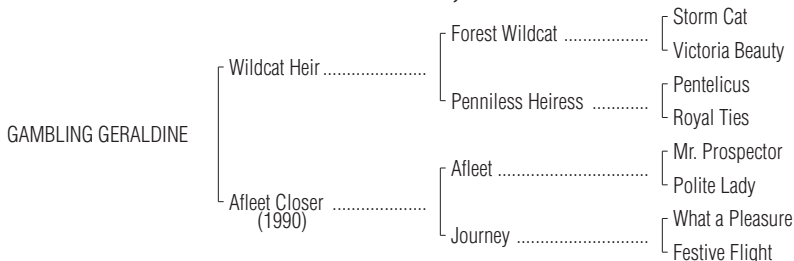 Storm Cat
Forest Wildcat ..................
Victoria Beauty
Wildcat Heir ......................
Pentelicus
Penniless Heiress ............
Royal Ties
GAMBLING GERALDINE
Mr. Prospector
Afleet ................................
Polite Lady
Afleet Closer ....................
(1990)
What a Pleasure
Journey ............................
Festive Flight